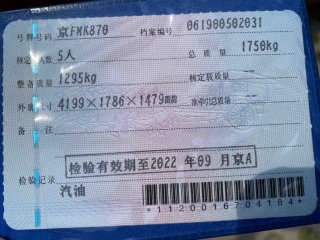 号牌号码 京FMK870 档案编号 061900502031
核定人数 5人 总质量 1750kg
整备质量 1295kg 核定载质量 --
外廓尺寸 4199×1786×1479mm 准牵引总质量 --
备注
检验有效期至2022年09月京A
检验记录 汽油
*1120016704184*